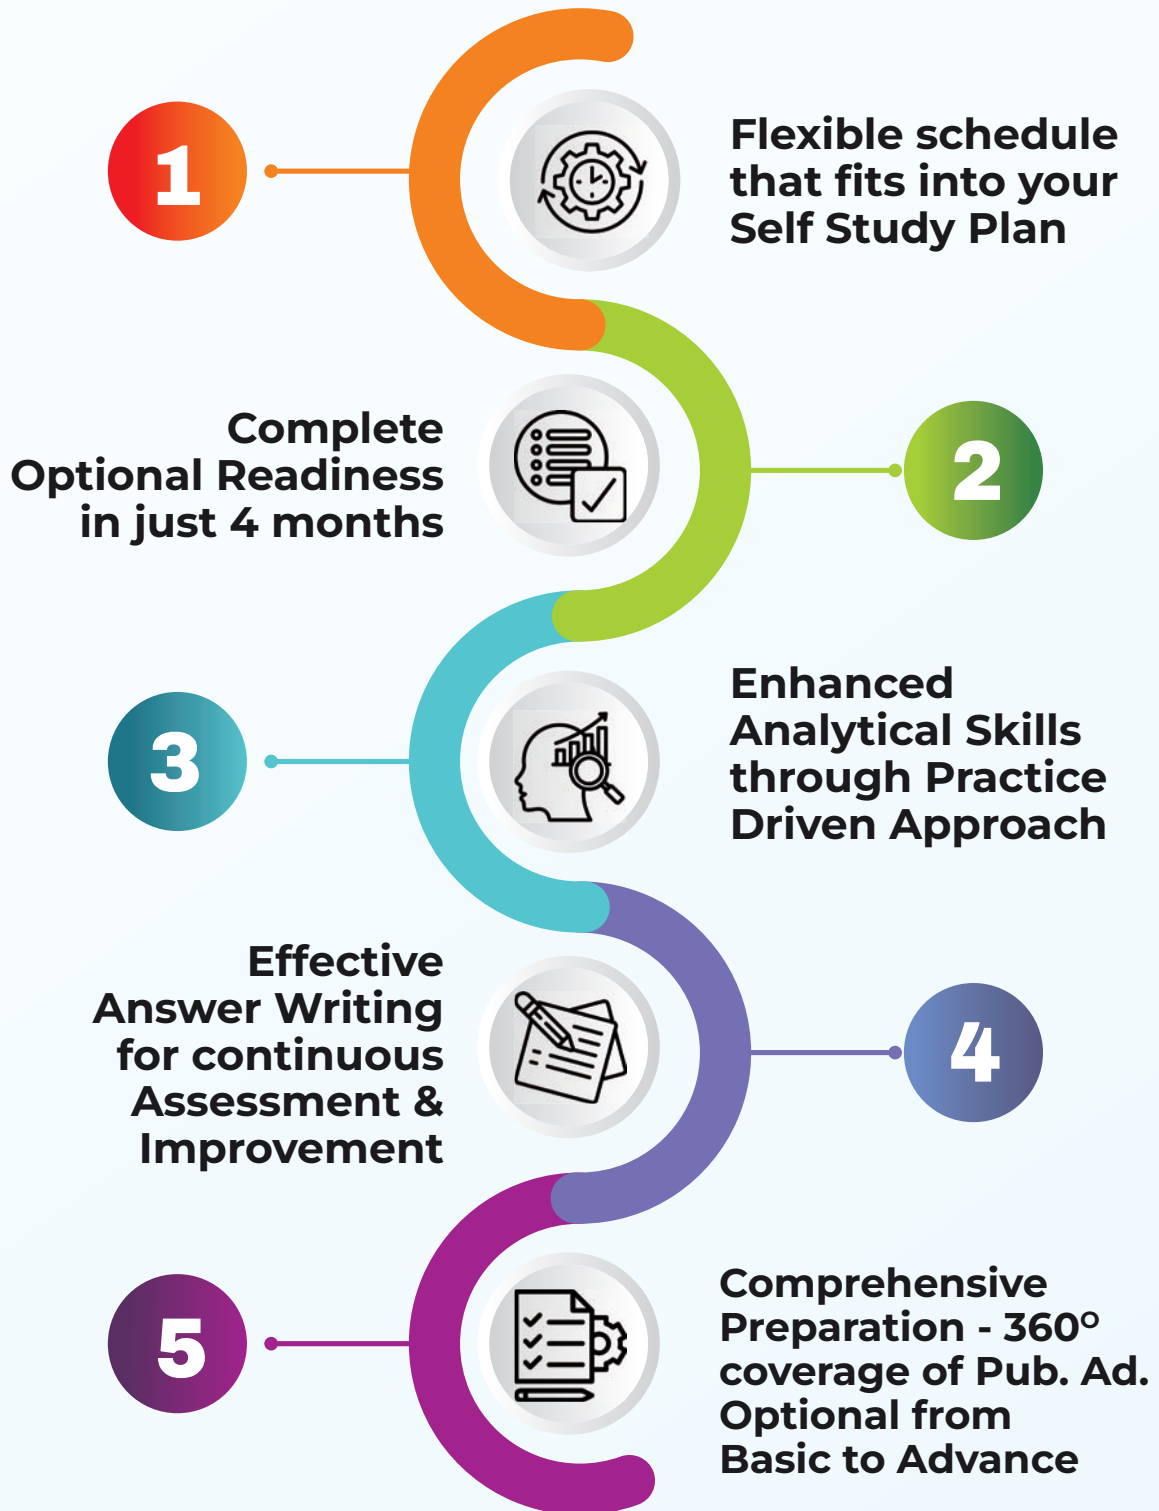 1
Flexible schedule
that fits into your
Self Study Plan
Complete
Optional Readiness
in just 4 months
2
3
Enhanced
Analytical Skills
through Practice
Driven Approach
Effective
Answer Writing
for continuous
Assessment &
Improvement
4
5
Comprehensive
Preparation - 360°
coverage of Pub. Ad.
Optional from
Basic to Advance